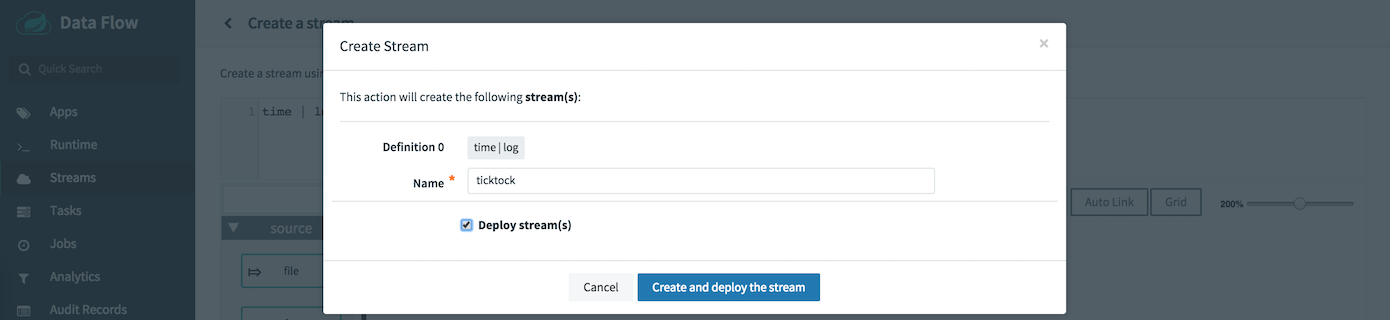 Data Flow
Quick Search
Apps
Runtime
Streams
Tasks
Jobs
Analytics
Audit Records
Create a stream
Create a stream using
1 time | l
source
file
Auto Link
Grid
200%
Create Stream
×
This action will create the following stream(s):
Definition 0 time | log
Name * ticktock
Deploy stream(s)
Cancel
Create and deploy the stream